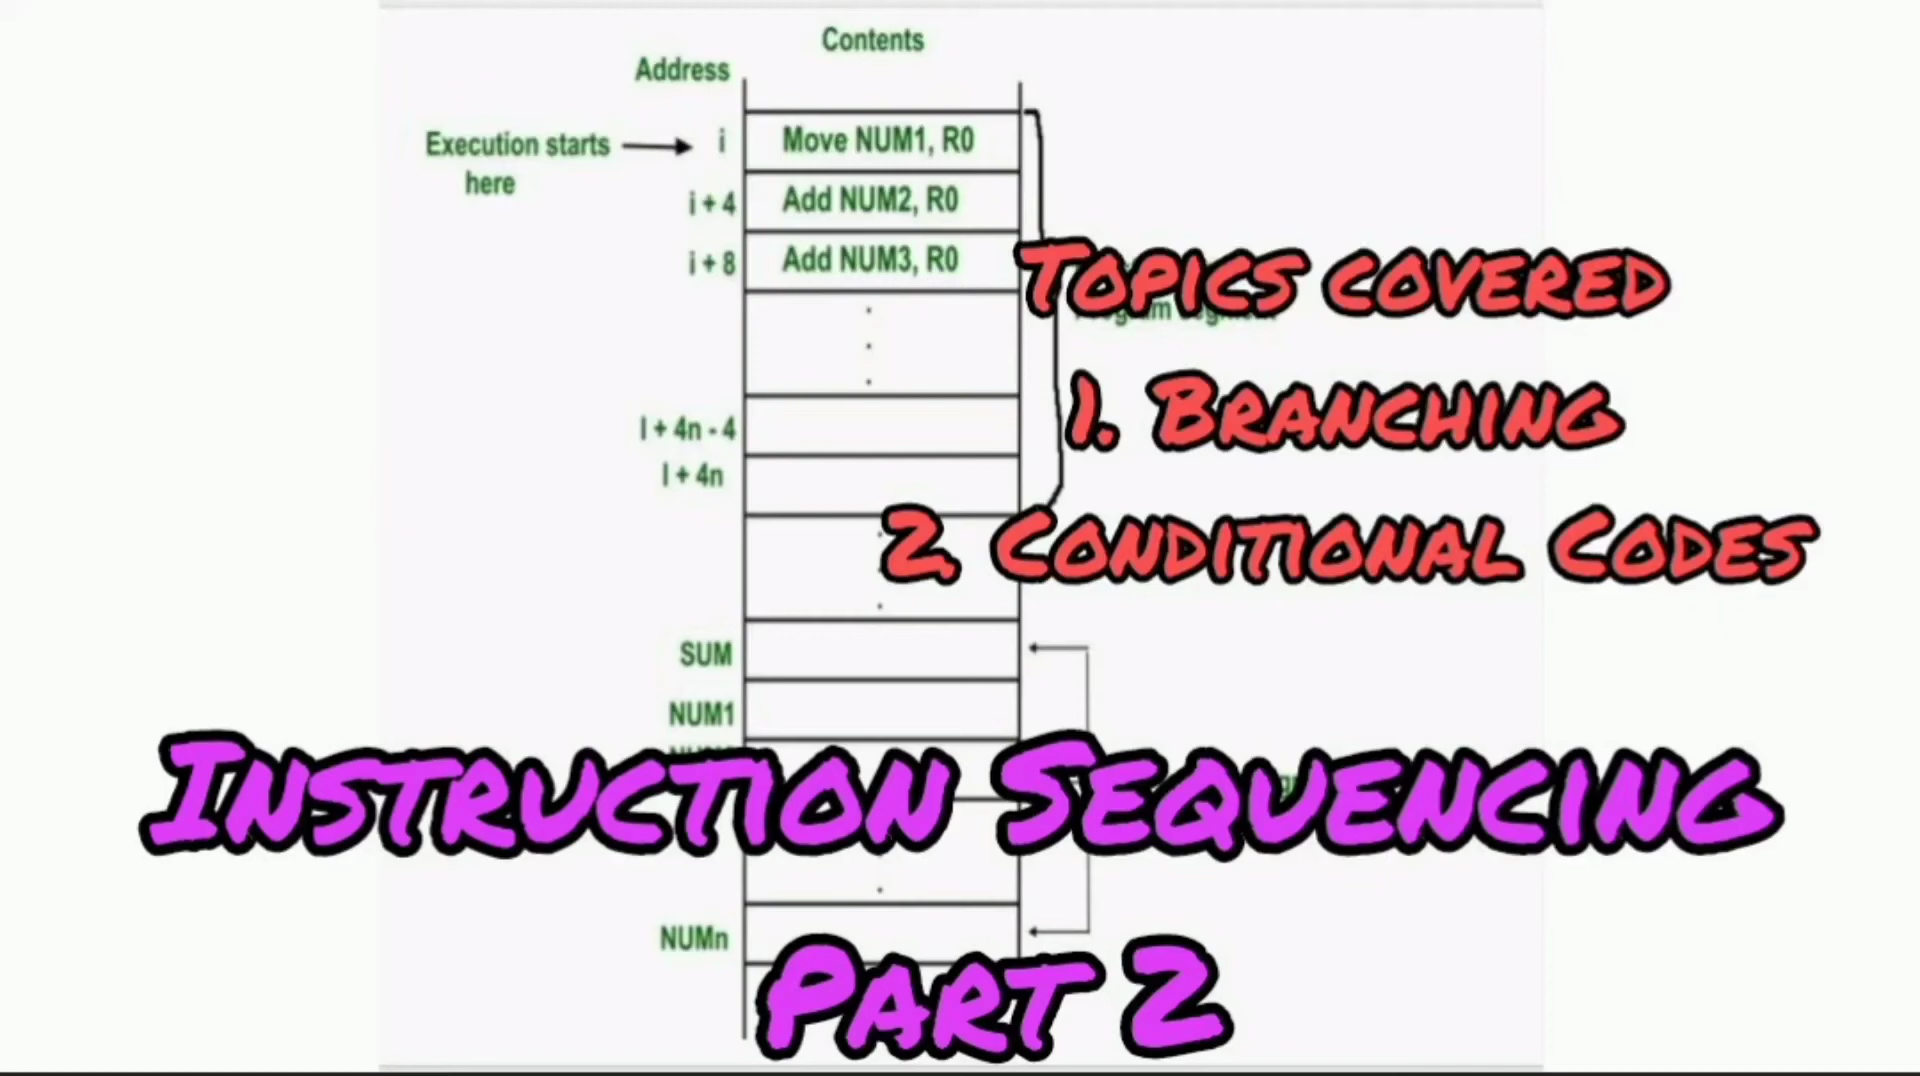 Contents
Address
Execution starts
here
i
Move NUM1, R0
i + 4
Add NUM2, R0
i + 8
Add NUM3, R0
Topics covered
1. Branching
I + 4n - 4
I + 4n
2. Conditional Codes
SUM
NUM1
Instruction Sequencing
NUMn
Part 2